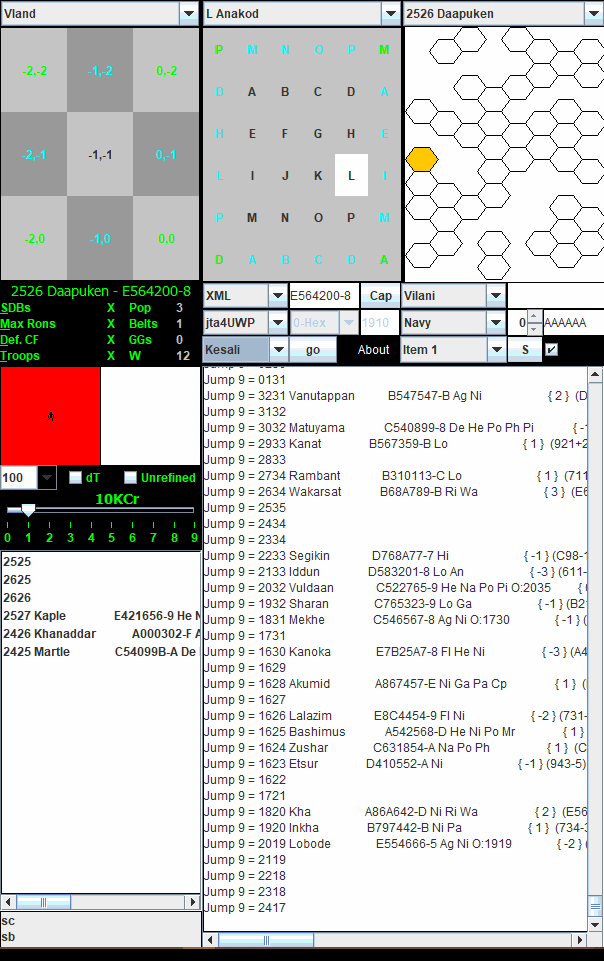 Vland
L Anakod
2526 Daapuken
-2,-2 -1,-2 0,-2
-2,-1 -1,-1 0,-1
-2,0 -1,0 0,0
P M N O P M
D A B C D A
H E F G H E
L I J K L I
P M N O P M
D A B C D A
2526 Daapuken - E564200-8
SDBs X Pop 3
Max Rons X Belts 1
Def. CF X GGs 0
Troops X W 12
XML E564200-8 Cap Vilani
jta4UWP 0-Hex 1910 Navy 0 AAAAAA
Kesali go About Item 1 S
100 dT Unrefined
10KCr
0 1 2 3 4 5 6 7 8 9
2525
2625
2626
2527 Kaple E421656-9 He N
2426 Khanaddar A000302-F A
2425 Martle C54099B-A De
sc
sb
Jump 9 = 0131
Jump 9 = 3231 Vanutappan B547547-B Ag Ni { 2 } (D
Jump 9 = 3132
Jump 9 = 3032 Matuyama C540899-8 De He Po Ph Pi { -1
Jump 9 = 2933 Kanat B567359-B Lo { 1 } (921+2
Jump 9 = 2833
Jump 9 = 2734 Rambant B310113-C Lo { 1 } (711
Jump 9 = 2634 Wakarsat B68A789-B Ri Wa { 3 } (E6
Jump 9 = 2535
Jump 9 = 2434
Jump 9 = 2334
Jump 9 = 2233 Segikin D768A77-7 Hi { -1 } (C98-1
Jump 9 = 2133 Iddun D583201-8 Lo An { -3 } (611-
Jump 9 = 2032 Vuldaan C522765-9 He Na Po Pi O:2035 {
Jump 9 = 1932 Sharan C765323-9 Lo Ga { -1 } (B21
Jump 9 = 1831 Mekhe C546567-8 Ag Ni O:1730 { -1 } (
Jump 9 = 1731
Jump 9 = 1630 Kanoka E7B25A7-8 Fl He Ni { -3 } (A4
Jump 9 = 1629
Jump 9 = 1628 Akumid A867457-E Ni Ga Pa Cp { 1 } (
Jump 9 = 1627
Jump 9 = 1626 Lalazim E8C4454-9 Fl Ni { -2 } (731-
Jump 9 = 1625 Bashimus A542568-D He Ni Po Mr { 1 }
Jump 9 = 1624 Zushar C631854-A Na Po Ph { 1 } (C
Jump 9 = 1623 Etsur D410552-A Ni { -1 } (943-5)
Jump 9 = 1622
Jump 9 = 1721
Jump 9 = 1820 Kha A86A642-D Ni Ri Wa { 2 } (E56
Jump 9 = 1920 Inkha B797442-B Ni Pa { 1 } (734-3
Jump 9 = 2019 Lobode E554666-5 Ag Ni O:1919 { -2 } (
Jump 9 = 2119
Jump 9 = 2218
Jump 9 = 2318
Jump 9 = 2417